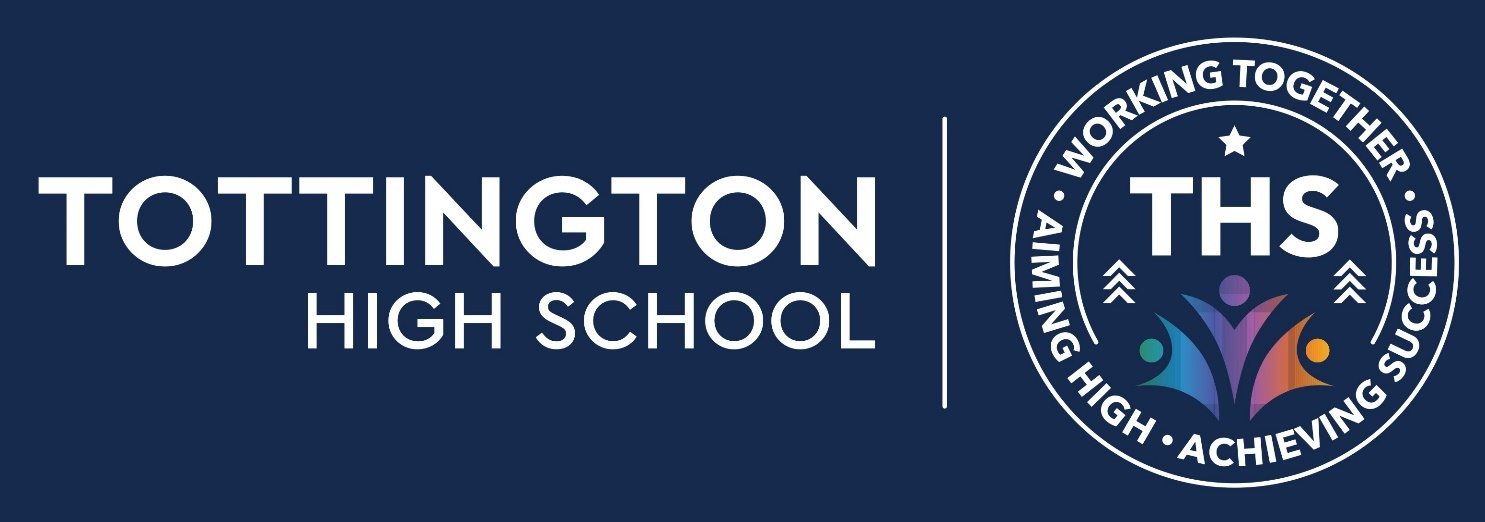 TOTTINGTON
HIGH SCHOOL
• WORKING TOGETHER •
AIMING HIGH • ACHIEVING SUCCESS
THS